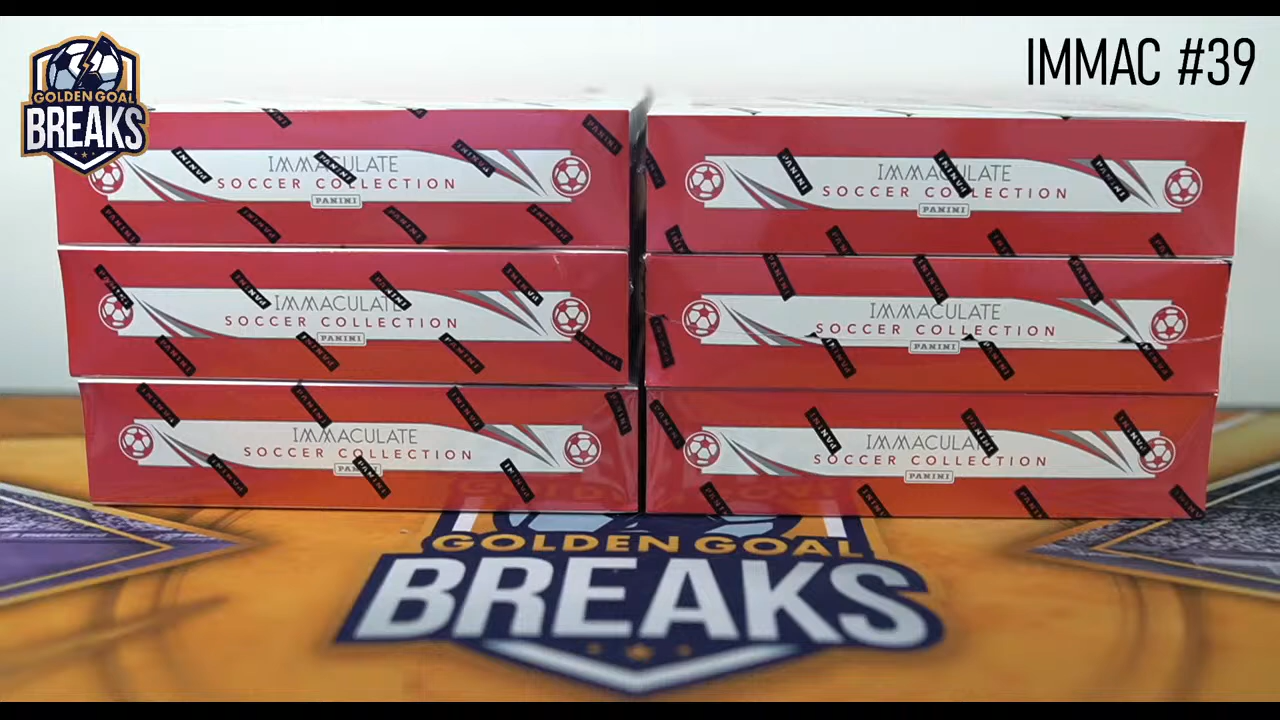 IMMAC #39
GOLDEN GOAL
BREAKS
IMMACULATE
SOCCER COLLECTION
PANINI
IMMACULATE
SOCCER COLLECTION
PANINI
IMMACULATE
SOCCER COLLECTION
PANINI
IMMACULATE
SOCCER COLLECTION
PANINI
IMMACULATE
SOCCER COLLECTION
PANINI
IMMACULATE
SOCCER COLLECTION
PANINI
GOLDEN GOAL
BREAKS